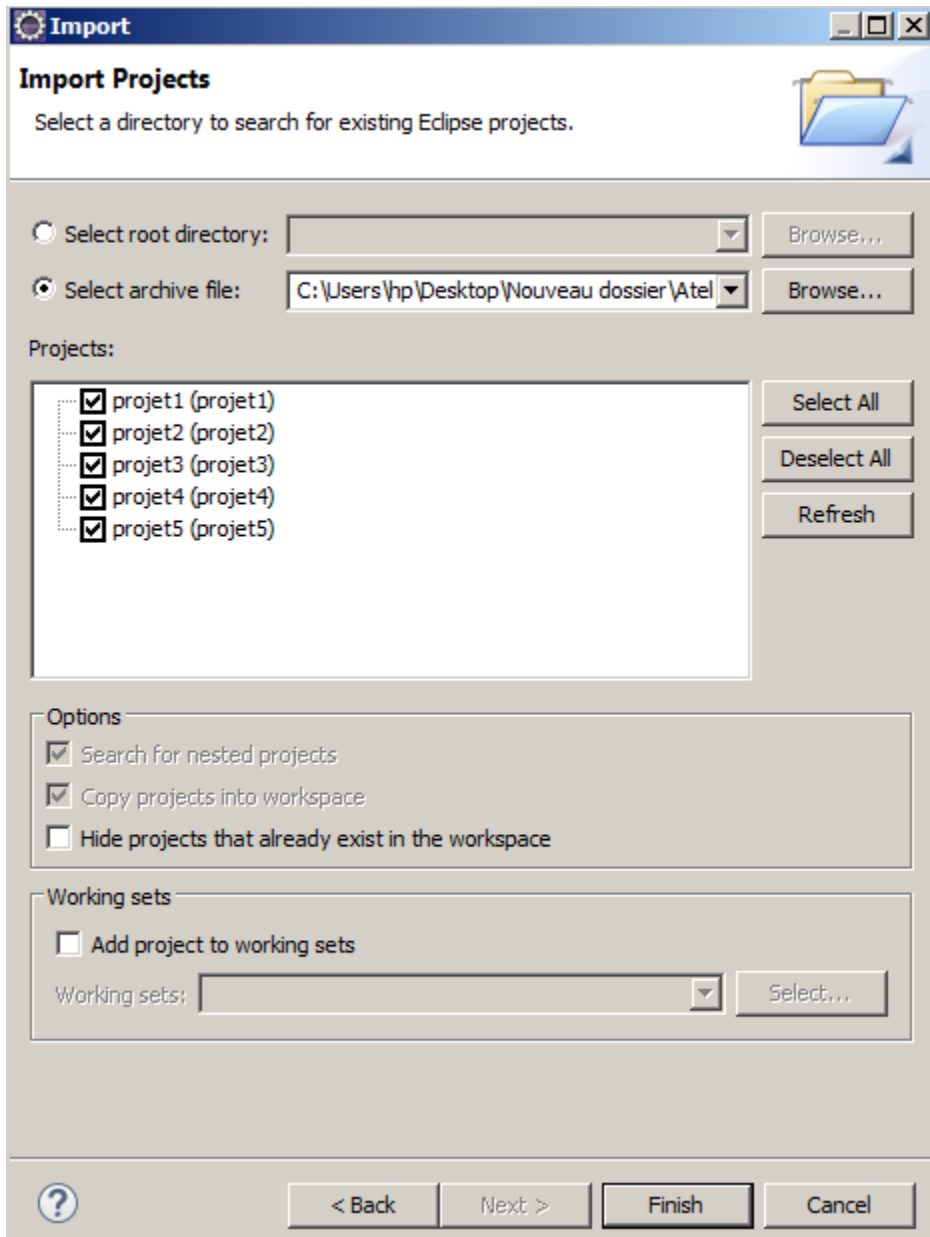 Import
Import Projects
Select a directory to search for existing Eclipse projects.
Select root directory: Browse...
Select archive file: C:\Users\hp\Desktop\Nouveau dossier\Atel Browse...
Projects:
projet1 (projet1)
projet2 (projet2)
projet3 (projet3)
projet4 (projet4)
projet5 (projet5)
Select All
Deselect All
Refresh
Options
Search for nested projects
Copy projects into workspace
Hide projects that already exist in the workspace
Working sets
Add project to working sets
Working sets: Select...
? < Back Next > Finish Cancel